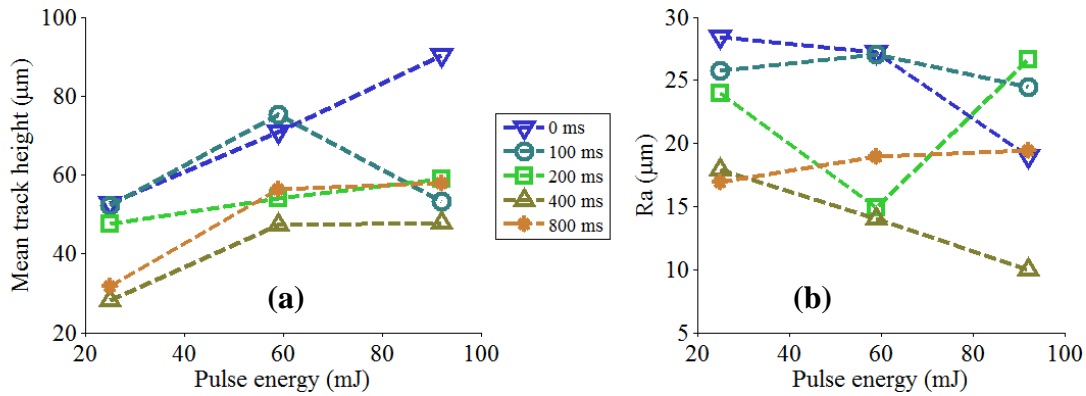 100
80
60
40
20
Mean track height (µm)
(a)
20 40 60 80 100
Pulse energy (mJ)
0 ms
100 ms
200 ms
400 ms
800 ms
30
25
20
15
10
5
Ra (µm)
(b)
20 40 60 80 100
Pulse energy (mJ)